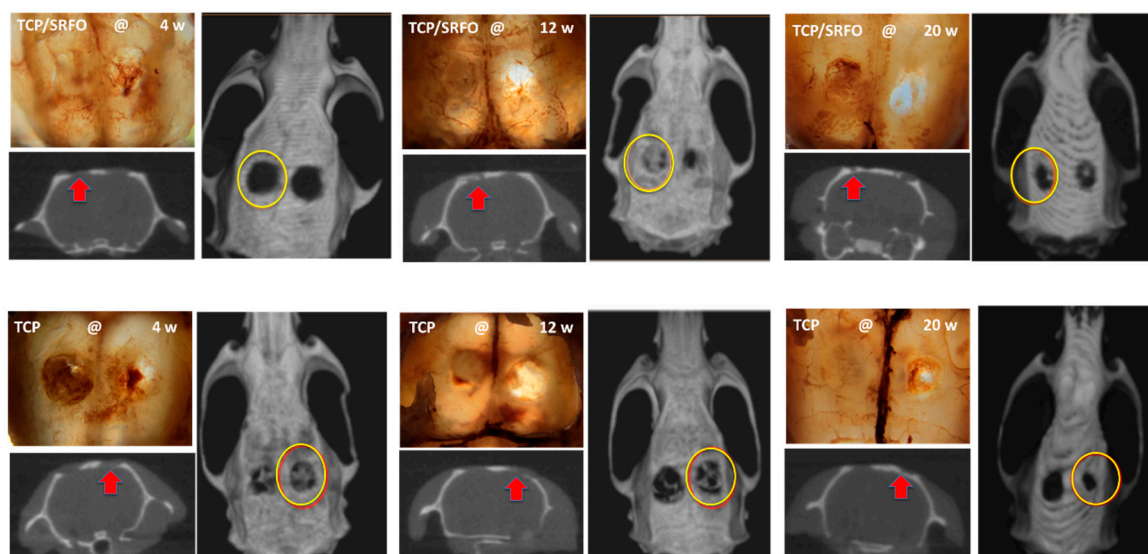 TCP/SRFO @ 4 w
TCP/SRFO @ 12 w
TCP/SRFO @ 20 w
TCP @ 4 w
TCP @ 12 w
TCP @ 20 w